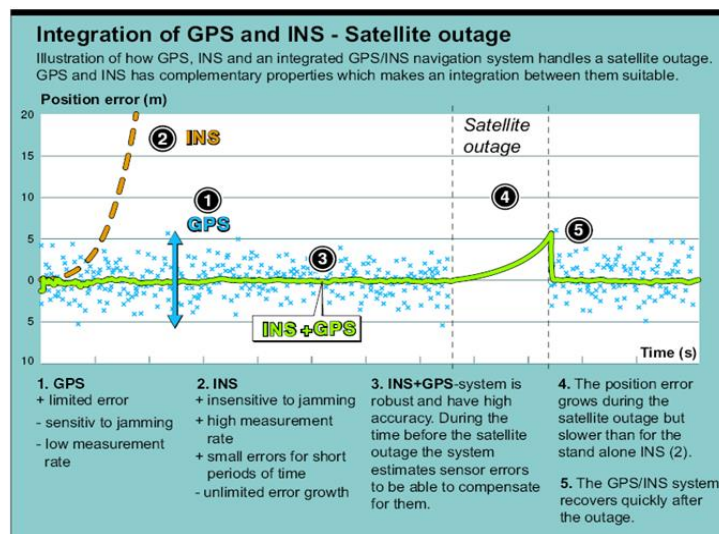 Integration of GPS and INS - Satellite outage
Illustration of how GPS, INS and an integrated GPS/INS navigation system handles a satellite outage.
GPS and INS has complementary properties which makes an integration between them suitable.
Position error (m)
20
15
10
5
0
5
10
2 INS
1
GPS
3
INS+GPS
Satellite
outage
4
5
Time (s)
1. GPS
+ limited error
- sensitiv to jamming
- low measurement
rate
2. INS
+ insensitive to jamming
+ high measurement
rate
+ small errors for short
periods of time
- unlimited error growth
3. INS+GPS-system is
robust and have high
accuracy. During the
time before the satellite
outage the system
estimates sensor errors
to be able to compensate
for them.
4. The position error
grows during the
satellite outage but
slower than for the
stand alone INS (2).
5. The GPS/INS system
recovers quickly after
the outage.